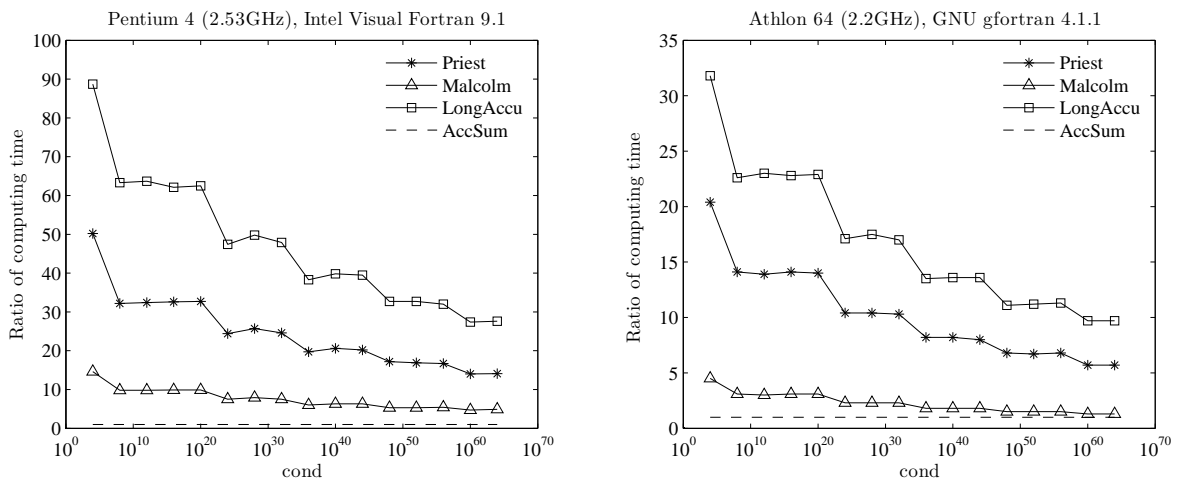 Pentium 4 (2.53GHz), Intel Visual Fortran 9.1
Ratio of computing time
100
90
80
70
60
50
40
30
20
10
0
Priest
Malcolm
LongAccu
AccSum
10^0
10^10
10^20
10^30
10^40
10^50
10^60
10^70
cond
Athlon 64 (2.2GHz), GNU gfortran 4.1.1
Ratio of computing time
35
30
25
20
15
10
5
0
Priest
Malcolm
LongAccu
AccSum
10^0
10^10
10^20
10^30
10^40
10^50
10^60
10^70
cond